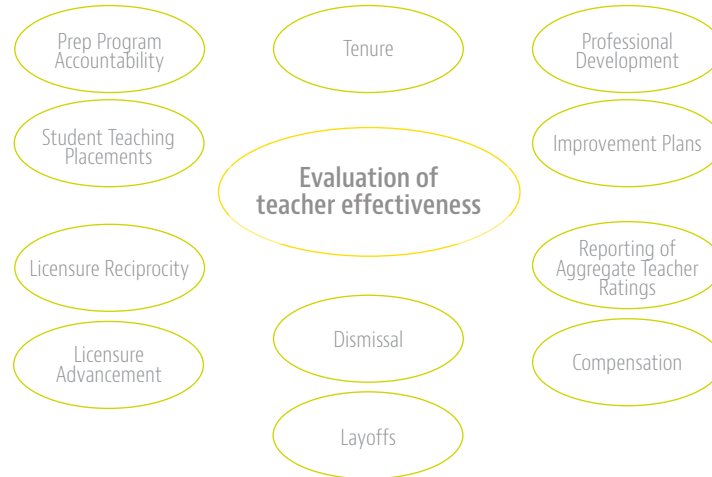 Prep Program
Accountability
Tenure
Professional
Development
Student Teaching
Placements
Improvement Plans
Evaluation of
teacher effectiveness
Licensure Reciprocity
Reporting of
Aggregate Teacher
Ratings
Dismissal
Licensure
Advancement
Compensation
Layoffs